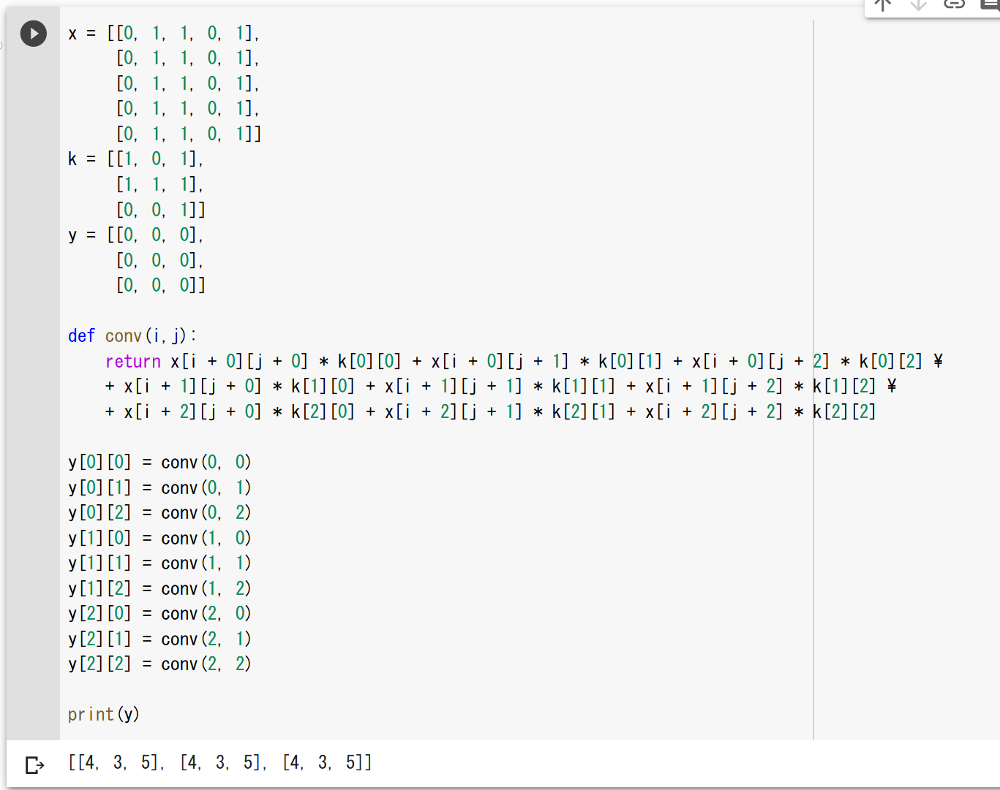 x = [[0, 1, 1, 0, 1],
     [0, 1, 1, 0, 1],
     [0, 1, 1, 0, 1],
     [0, 1, 1, 0, 1],
     [0, 1, 1, 0, 1]]
k = [[1, 0, 1],
     [1, 1, 1],
     [0, 0, 1]]
y = [[0, 0, 0],
     [0, 0, 0],
     [0, 0, 0]]
def conv(i,j):
    return x[i + 0][j + 0] * k[0][0] + x[i + 0][j + 1] * k[0][1] + x[i + 0][j + 2] * k[0][2] ¥
    + x[i + 1][j + 0] * k[1][0] + x[i + 1][j + 1] * k[1][1] + x[i + 1][j + 2] * k[1][2] ¥
    + x[i + 2][j + 0] * k[2][0] + x[i + 2][j + 1] * k[2][1] + x[i + 2][j + 2] * k[2][2]
y[0][0] = conv(0, 0)
y[0][1] = conv(0, 1)
y[0][2] = conv(0, 2)
y[1][0] = conv(1, 0)
y[1][1] = conv(1, 1)
y[1][2] = conv(1, 2)
y[2][0] = conv(2, 0)
y[2][1] = conv(2, 1)
y[2][2] = conv(2, 2)
print(y)
[[4, 3, 5], [4, 3, 5], [4, 3, 5]]